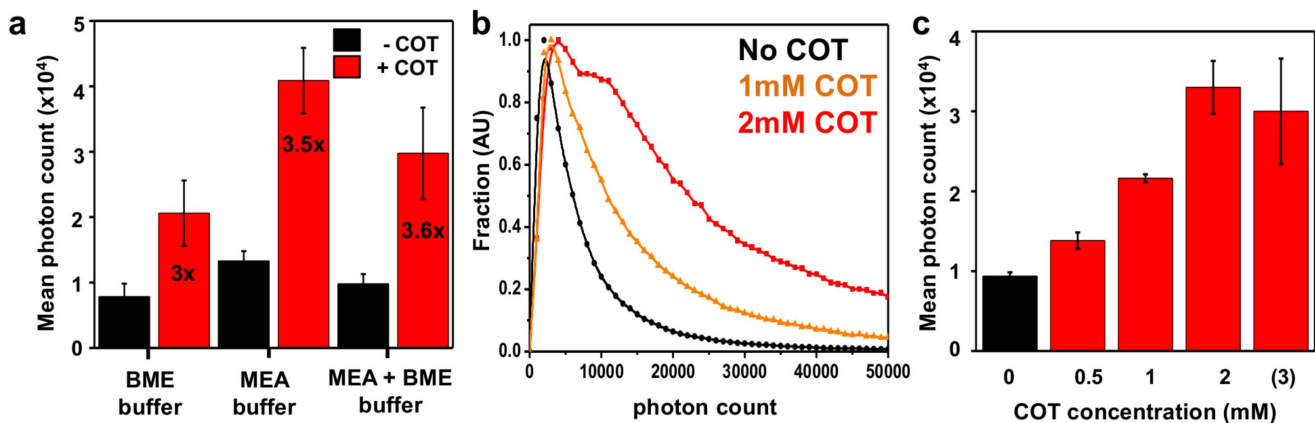 a
Mean photon count (x10⁴)
5
4
3
2
1
0
- COT
+ COT
3x
3.5x
3.6x
BME
buffer
MEA
buffer
MEA + BME
buffer
b
Fraction (AU)
1.0
0.8
0.6
0.4
0.2
0.0
No COT
1mM COT
2mM COT
0
10000
20000
30000
40000
50000
photon count
c
Mean photon count (x10⁴)
4
3
2
1
0
0
0.5
1
2
(3)
COT concentration (mM)